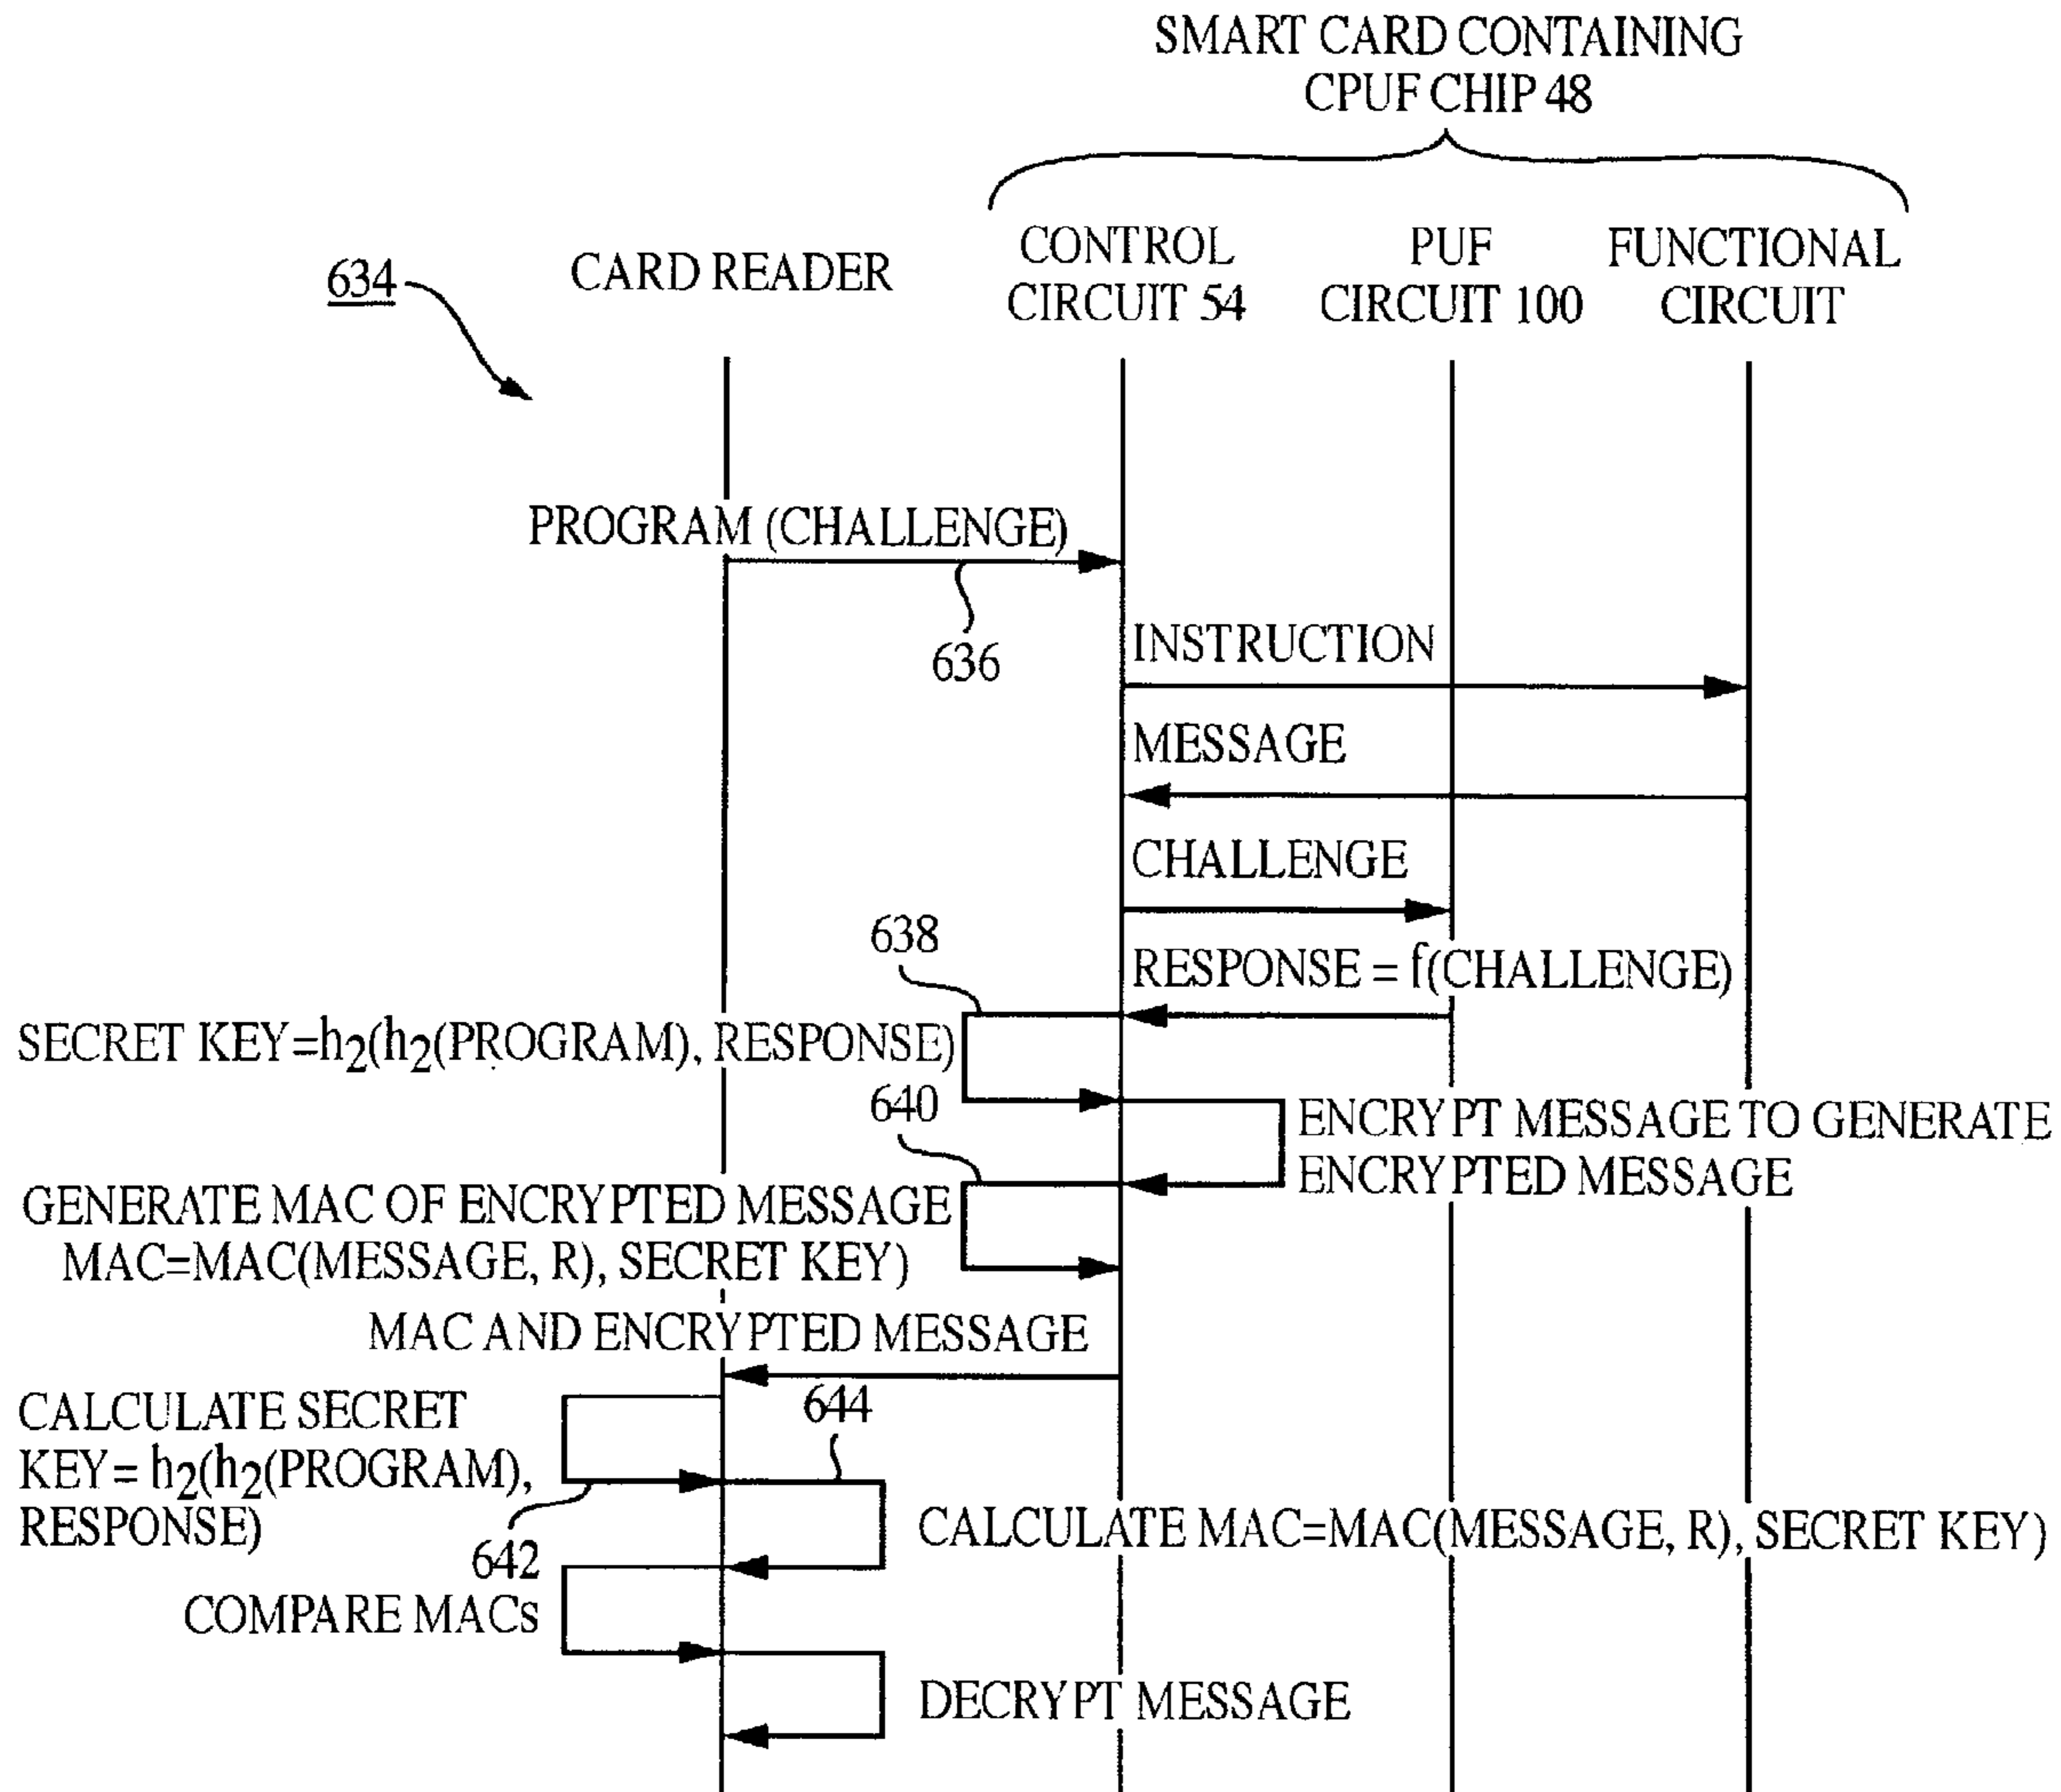 SMART CARD CONTAINING
CPUF CHIP 48
634
CARD READER
CONTROL
CIRCUIT 54
PUF
CIRCUIT 100
FUNCTIONAL
CIRCUIT
PROGRAM (CHALLENGE)
636
INSTRUCTION
MESSAGE
CHALLENGE
638
RESPONSE = f(CHALLENGE)
SECRET KEY=h2(h2(PROGRAM), RESPONSE)
640
ENCRYPT MESSAGE TO GENERATE
ENCRYPTED MESSAGE
GENERATE MAC OF ENCRYPTED MESSAGE
MAC=MAC(MESSAGE, R), SECRET KEY)
MAC AND ENCRYPTED MESSAGE
644
CALCULATE SECRET
KEY= h2(h2(PROGRAM),
RESPONSE)
642
CALCULATE MAC=MAC(MESSAGE, R), SECRET KEY)
COMPARE MACs
DECRYPT MESSAGE